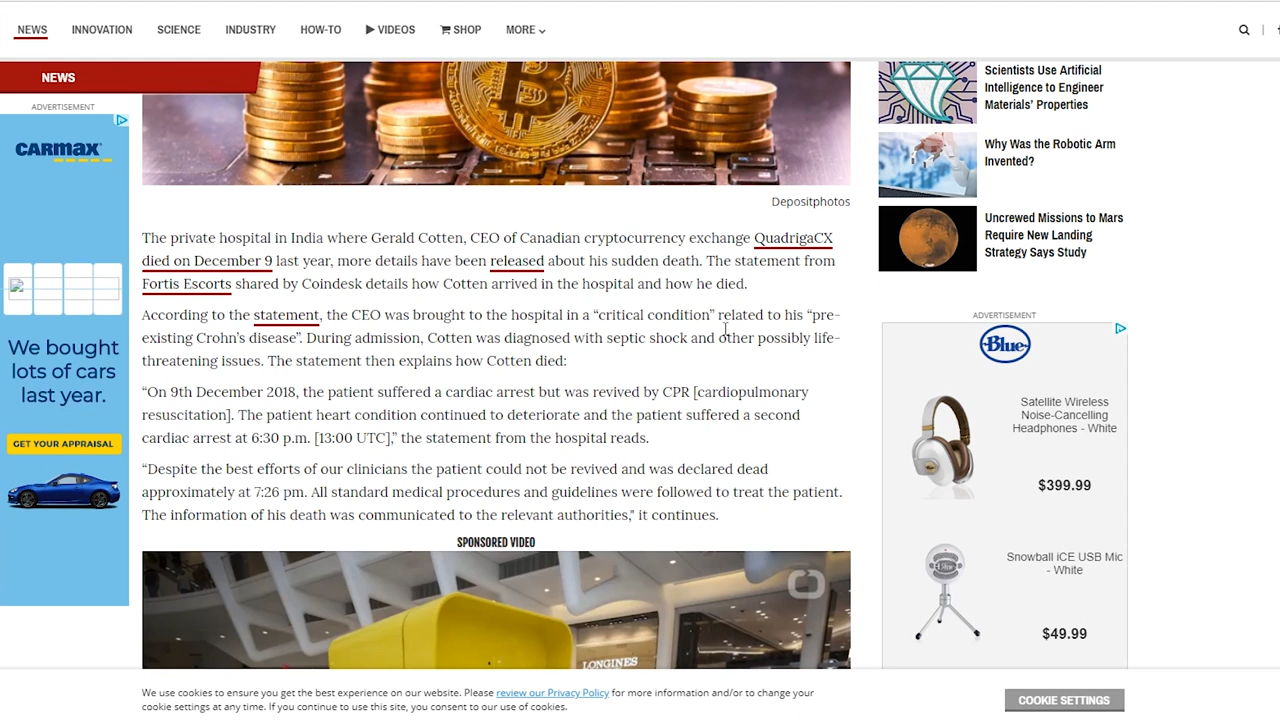 NEWS
INNOVATION
SCIENCE
INDUSTRY
HOW-TO
VIDEOS
SHOP
MORE
NEWS
ADVERTISEMENT
CARMAX
We bought
lots of cars
last year.
GET YOUR APPRAISAL
Depositphotos
The private hospital in India where Gerald Cotten, CEO of Canadian cryptocurrency exchange QuadrigaCX
died on December 9 last year, more details have been released about his sudden death. The statement from
Fortis Escorts shared by Coindesk details how Cotten arrived in the hospital and how he died.
According to the statement, the CEO was brought to the hospital in a “critical condition” related to his “pre-
existing Crohn's disease”. During admission, Cotten was diagnosed with septic shock and other possibly life-
threatening issues. The statement then explains how Cotten died:
“On 9th December 2018, the patient suffered a cardiac arrest but was revived by CPR [cardiopulmonary
resuscitation]. The patient heart condition continued to deteriorate and the patient suffered a second
cardiac arrest at 6:30 p.m. [13:00 UTC],” the statement from the hospital reads.
“Despite the best efforts of our clinicians the patient could not be revived and was declared dead
approximately at 7:26 pm. All standard medical procedures and guidelines were followed to treat the patient.
The information of his death was communicated to the relevant authorities," it continues.
SPONSORED VIDEO
LONGINES
Scientists Use Artificial
Intelligence to Engineer
Materials' Properties
Why Was the Robotic Arm
Invented?
Uncrewed Missions to Mars
Require New Landing
Strategy Says Study
ADVERTISEMENT
Blue
Satellite Wireless
Noise-Cancelling
Headphones - White
$399.99
Snowball iCE USB Mic
- White
$49.99
We use cookies to ensure you get the best experience on our website. Please review our Privacy Policy for more information and/or to change your
cookie settings at any time. If you continue to use this site, you consent to our use of cookies.
COOKIE SETTINGS